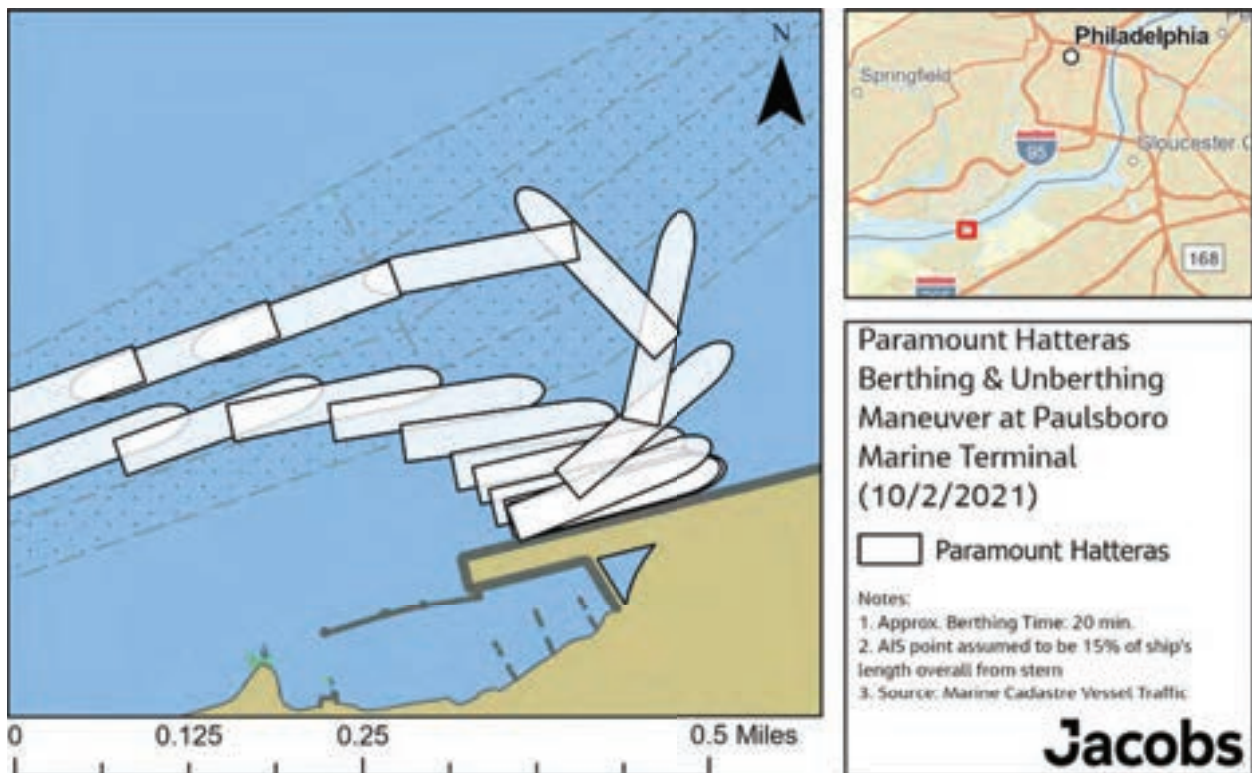 N
Philadelphia
Springfield
95
Gloucester C
168
Paramount Hatteras
Berthing & Unberthing
Maneuver at Paulsboro
Marine Terminal
(10/2/2021)
Paramount Hatteras
Notes:
1. Approx. Berthing Time: 20 min.
2. AIS point assumed to be 15% of ship's
length overall from stern
3. Source: Marine Cadastre Vessel Traffic
0 0.125 0.25 0.5 Miles
Jacobs